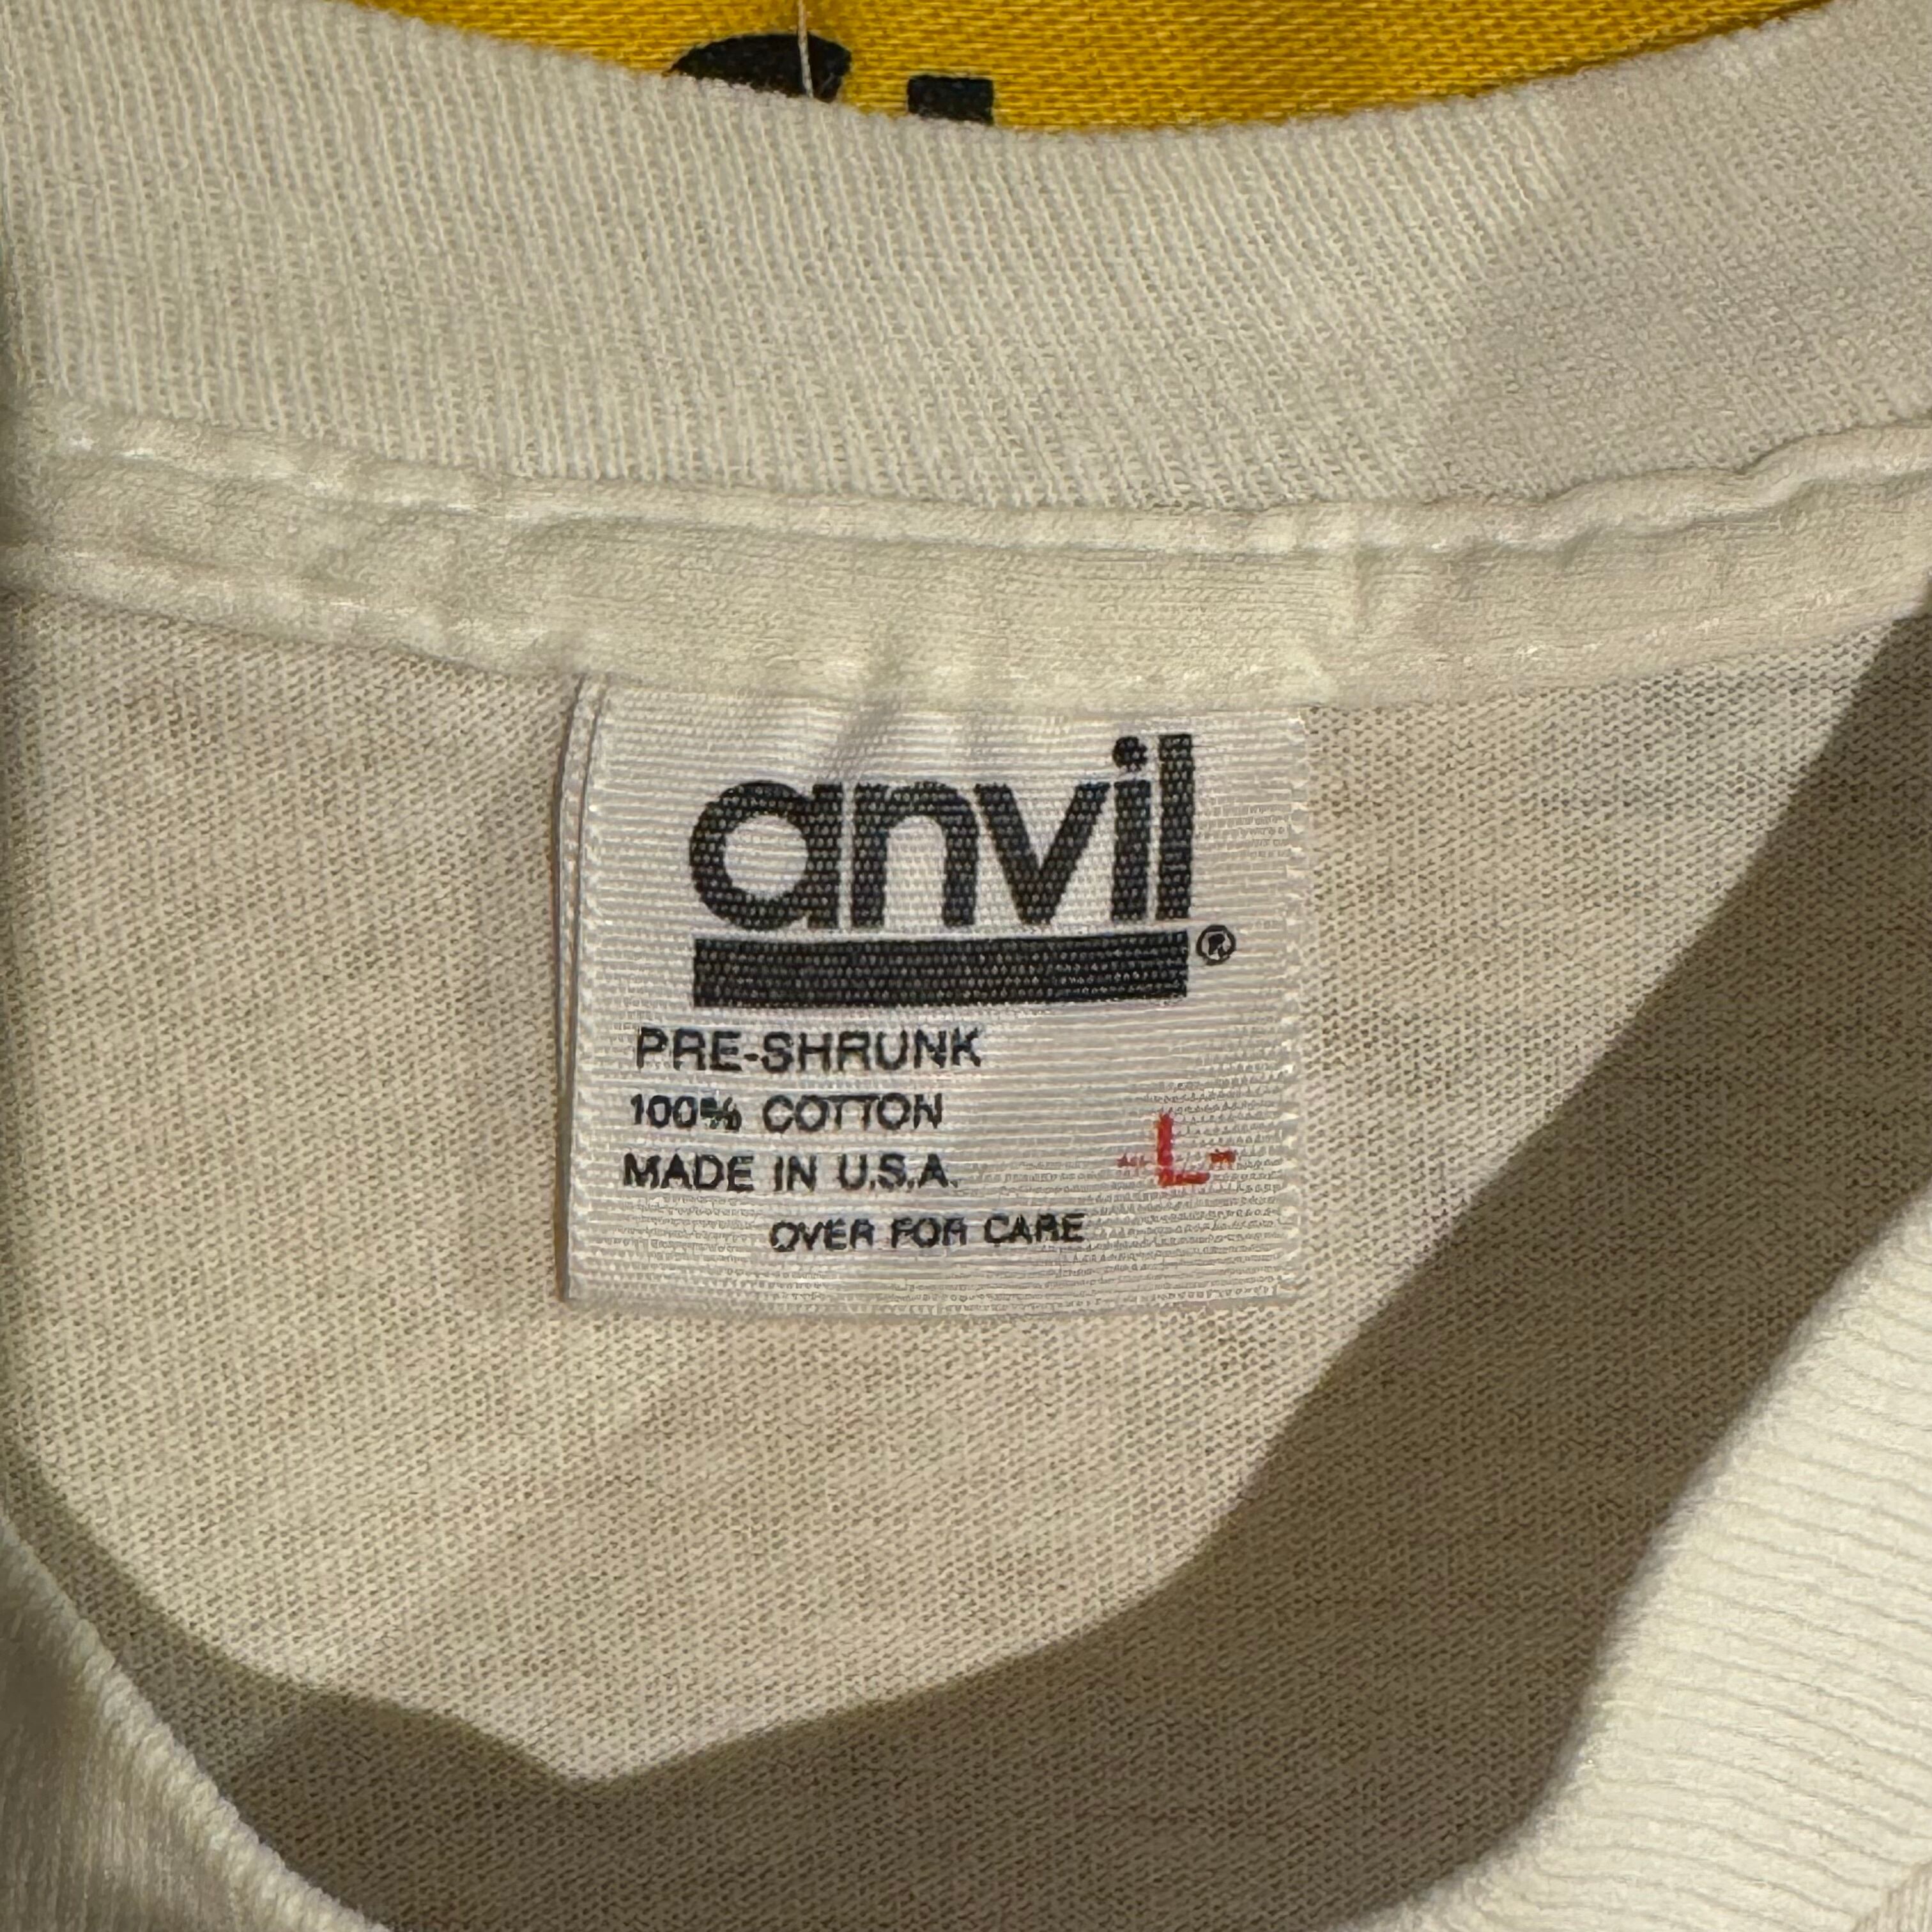 anvil®
PRE-SHRUNK
100% COTTON
MADE IN U.S.A.
-L-
OVER FOR CARE